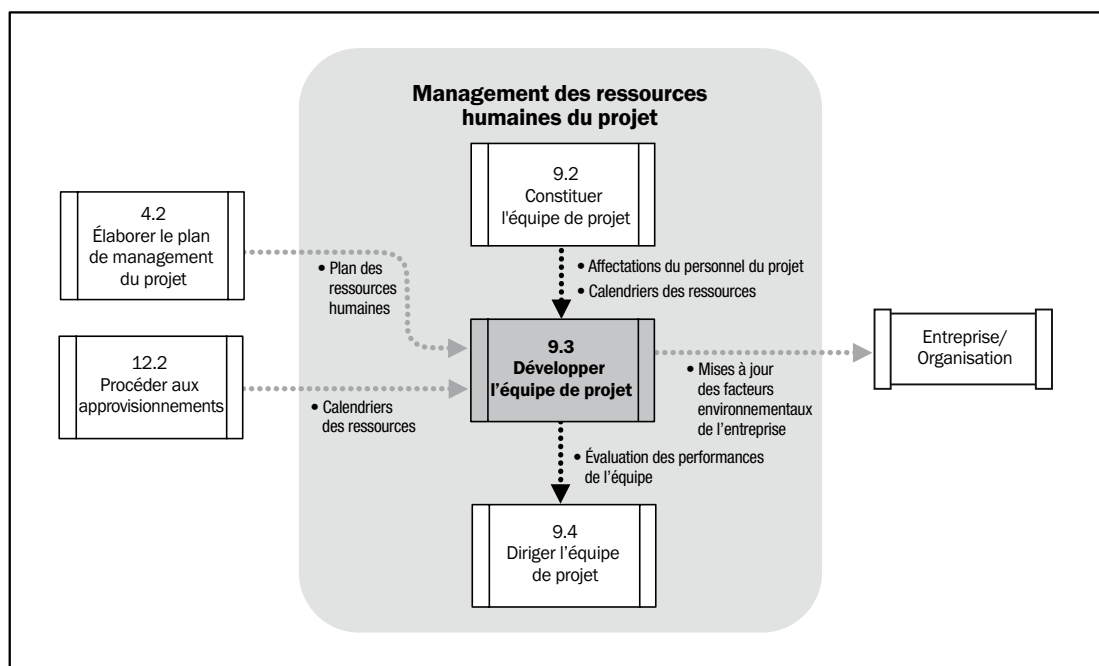 Management des ressources
humaines du projet
9.2
Constituer
l'équipe de projet
4.2
Élaborer le plan
de management
du projet
• Plan des
ressources
humaines
• Affectations du personnel du projet
• Calendriers des ressources
12.2
Procéder aux
approvisionnements
• Calendriers
des ressources
9.3
Développer
l’équipe de projet
• Mises à jour
des facteurs
environnementaux
de l’entreprise
Entreprise/
Organisation
• Évaluation des performances
de l’équipe
9.4
Diriger l’équipe
de projet